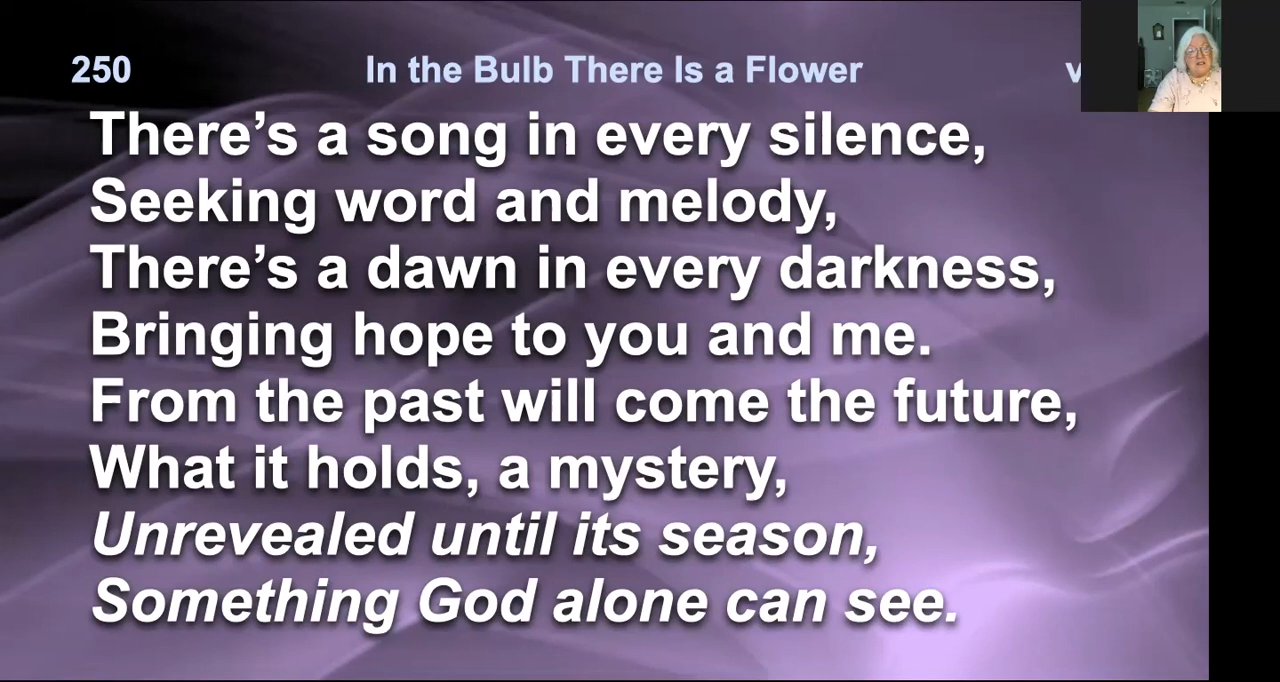 250 In the Bulb There Is a Flower v
There’s a song in every silence,
Seeking word and melody,
There’s a dawn in every darkness,
Bringing hope to you and me.
From the past will come the future,
What it holds, a mystery,
Unrevealed until its season,
Something God alone can see.